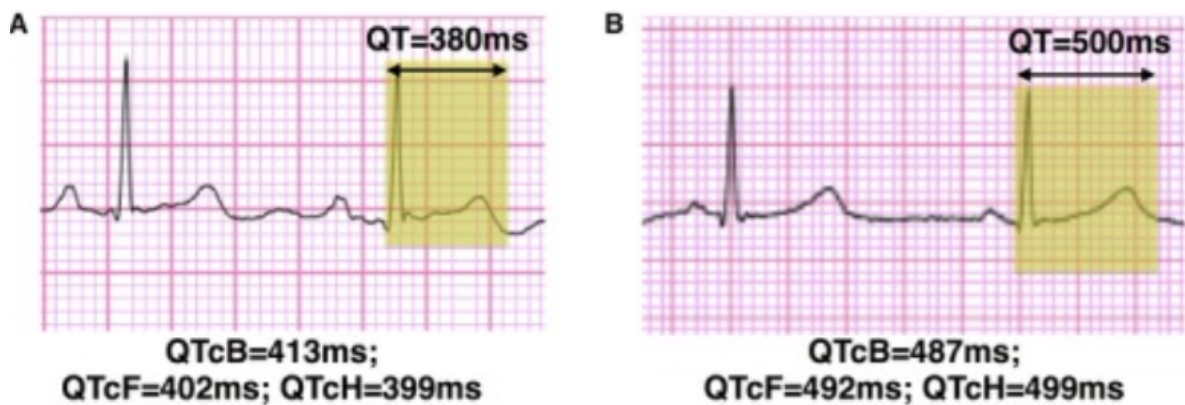 A
QT=380ms
QTcB=413ms;
QTcF=402ms; QTcH=399ms
B
QT=500ms
QTcB=487ms;
QTcF=492ms; QTcH=499ms